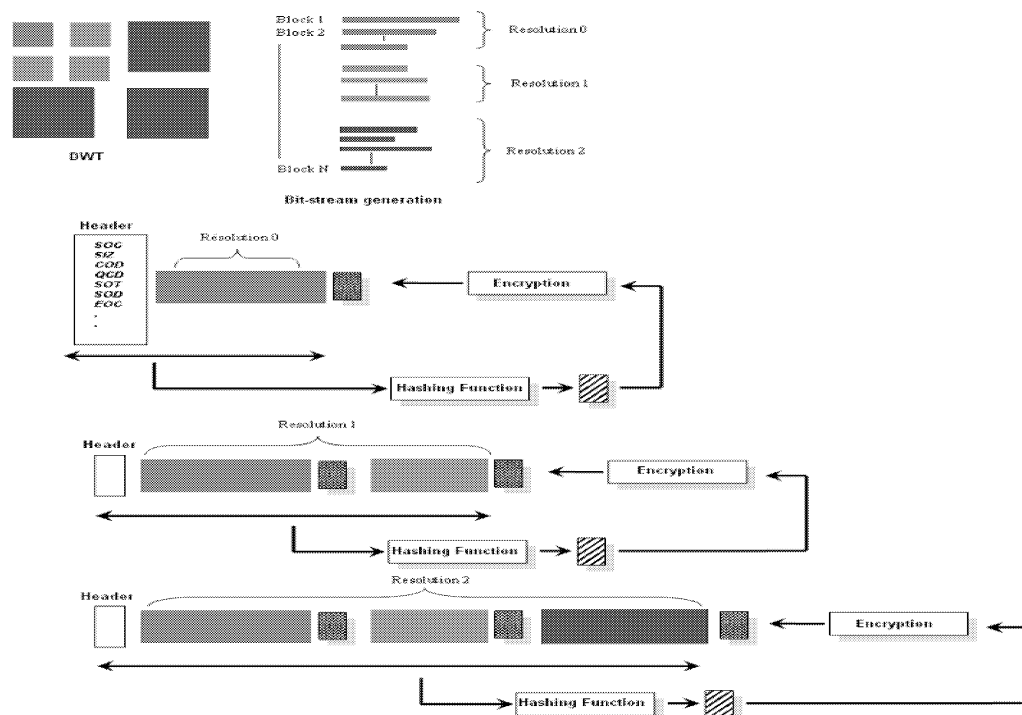 Block 1
Block 2
Resolution 0
Resolution 1
Resolution 2
Block N
DWT
Bit-stream generation
Header
SOC
SIZ
COD
QCD
SOT
SOD
EOC
.
.
Resolution 0
Encryption
Hashing Function
Resolution 1
Header
Encryption
Hashing Function
Resolution 2
Header
Encryption
Hashing Function